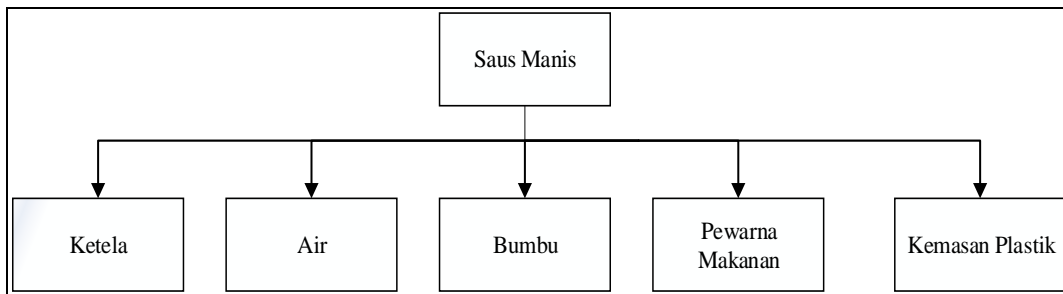 Saus Manis
Ketela
Air
Bumbu
Pewarna
Makanan
Kemasan Plastik